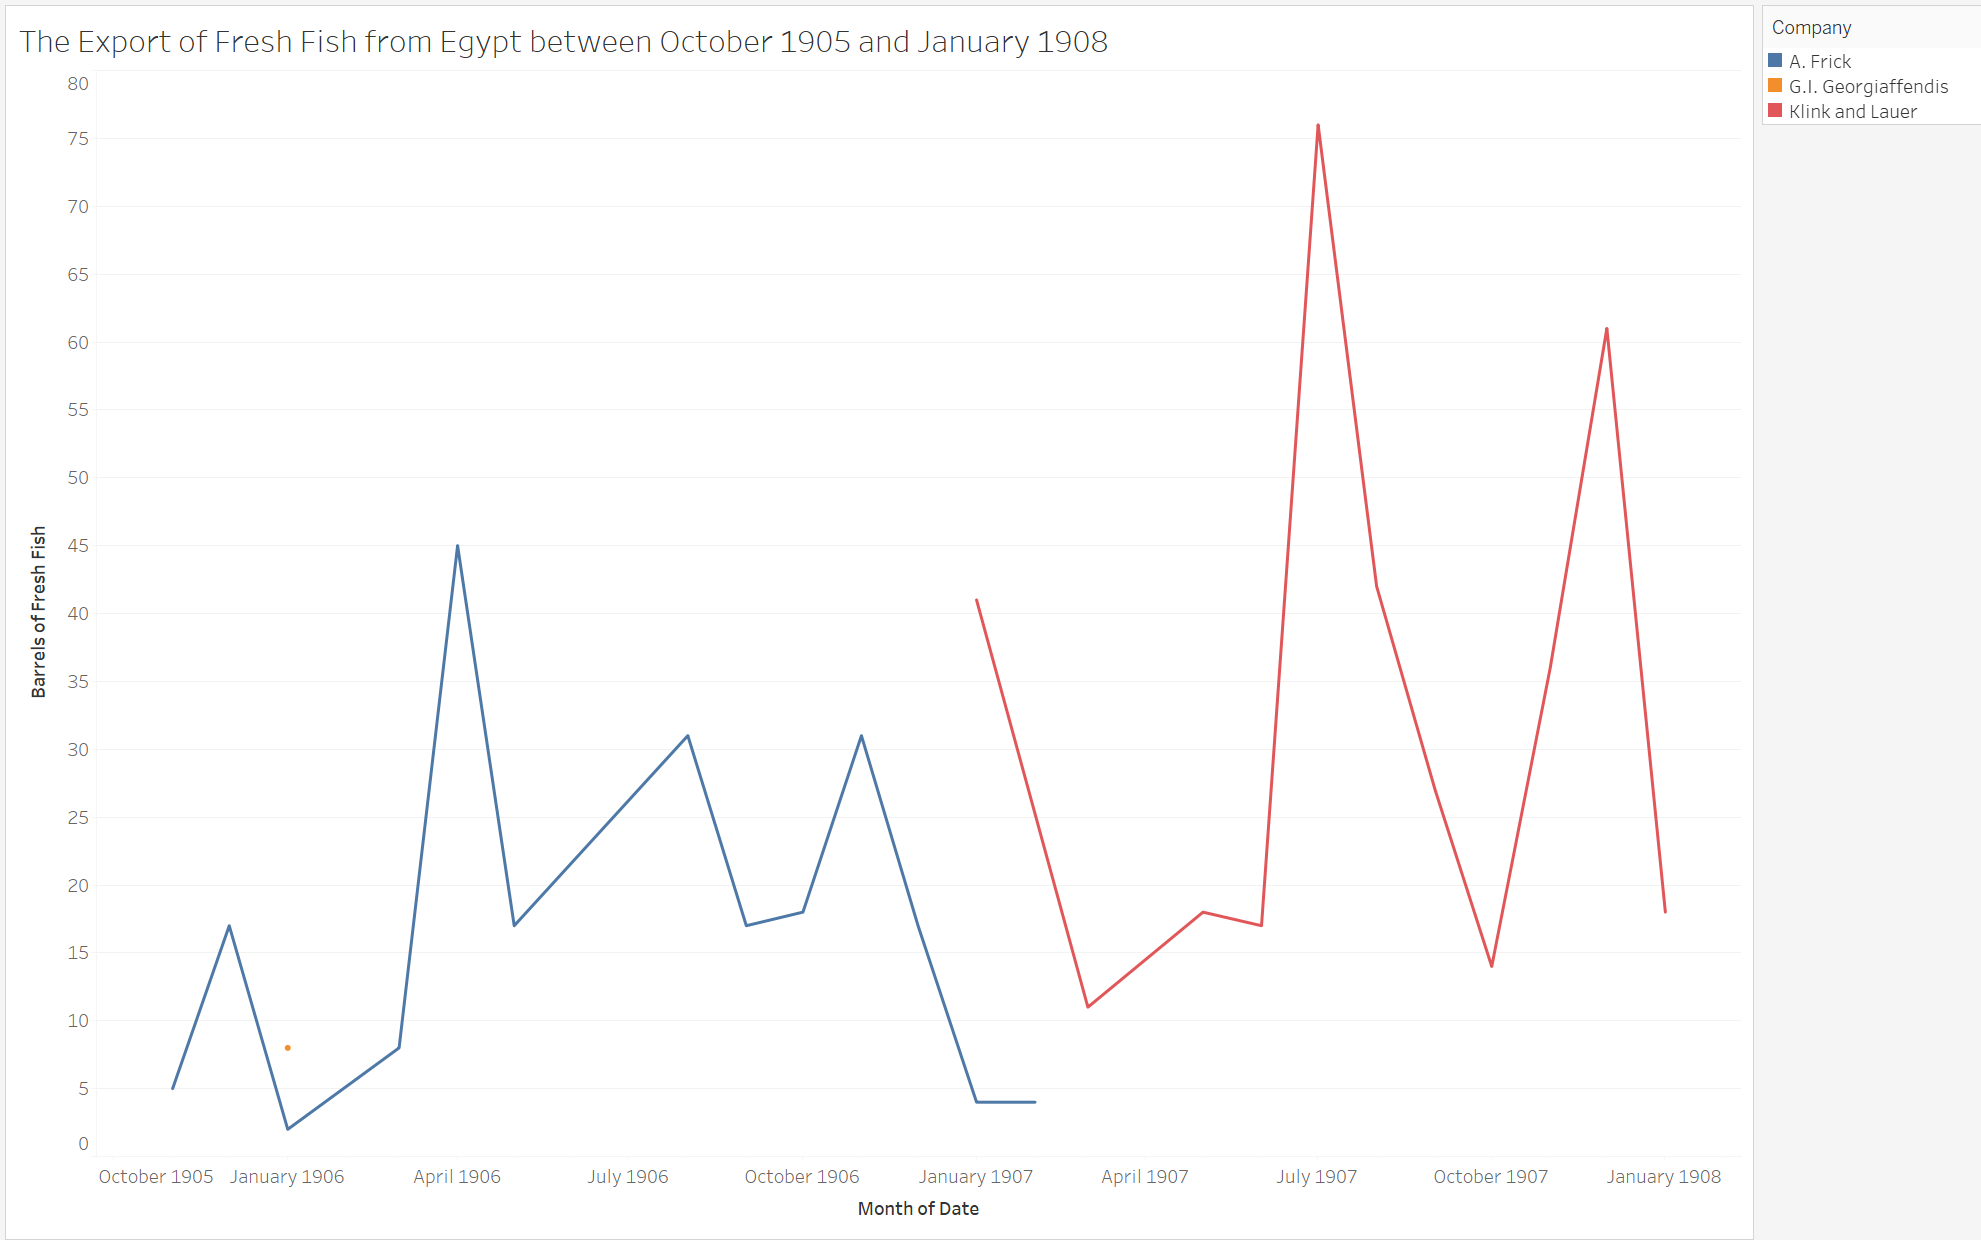 The Export of Fresh Fish from Egypt between October 1905 and January 1908
Company
A. Frick
G.I. Georgiaffendis
Klink and Lauer
80
75
70
65
60
55
50
45
40
35
30
25
20
15
10
5
0
Barrels of Fresh Fish
October 1905 January 1906 April 1906 July 1906 October 1906 January 1907 April 1907 July 1907 October 1907 January 1908
Month of Date